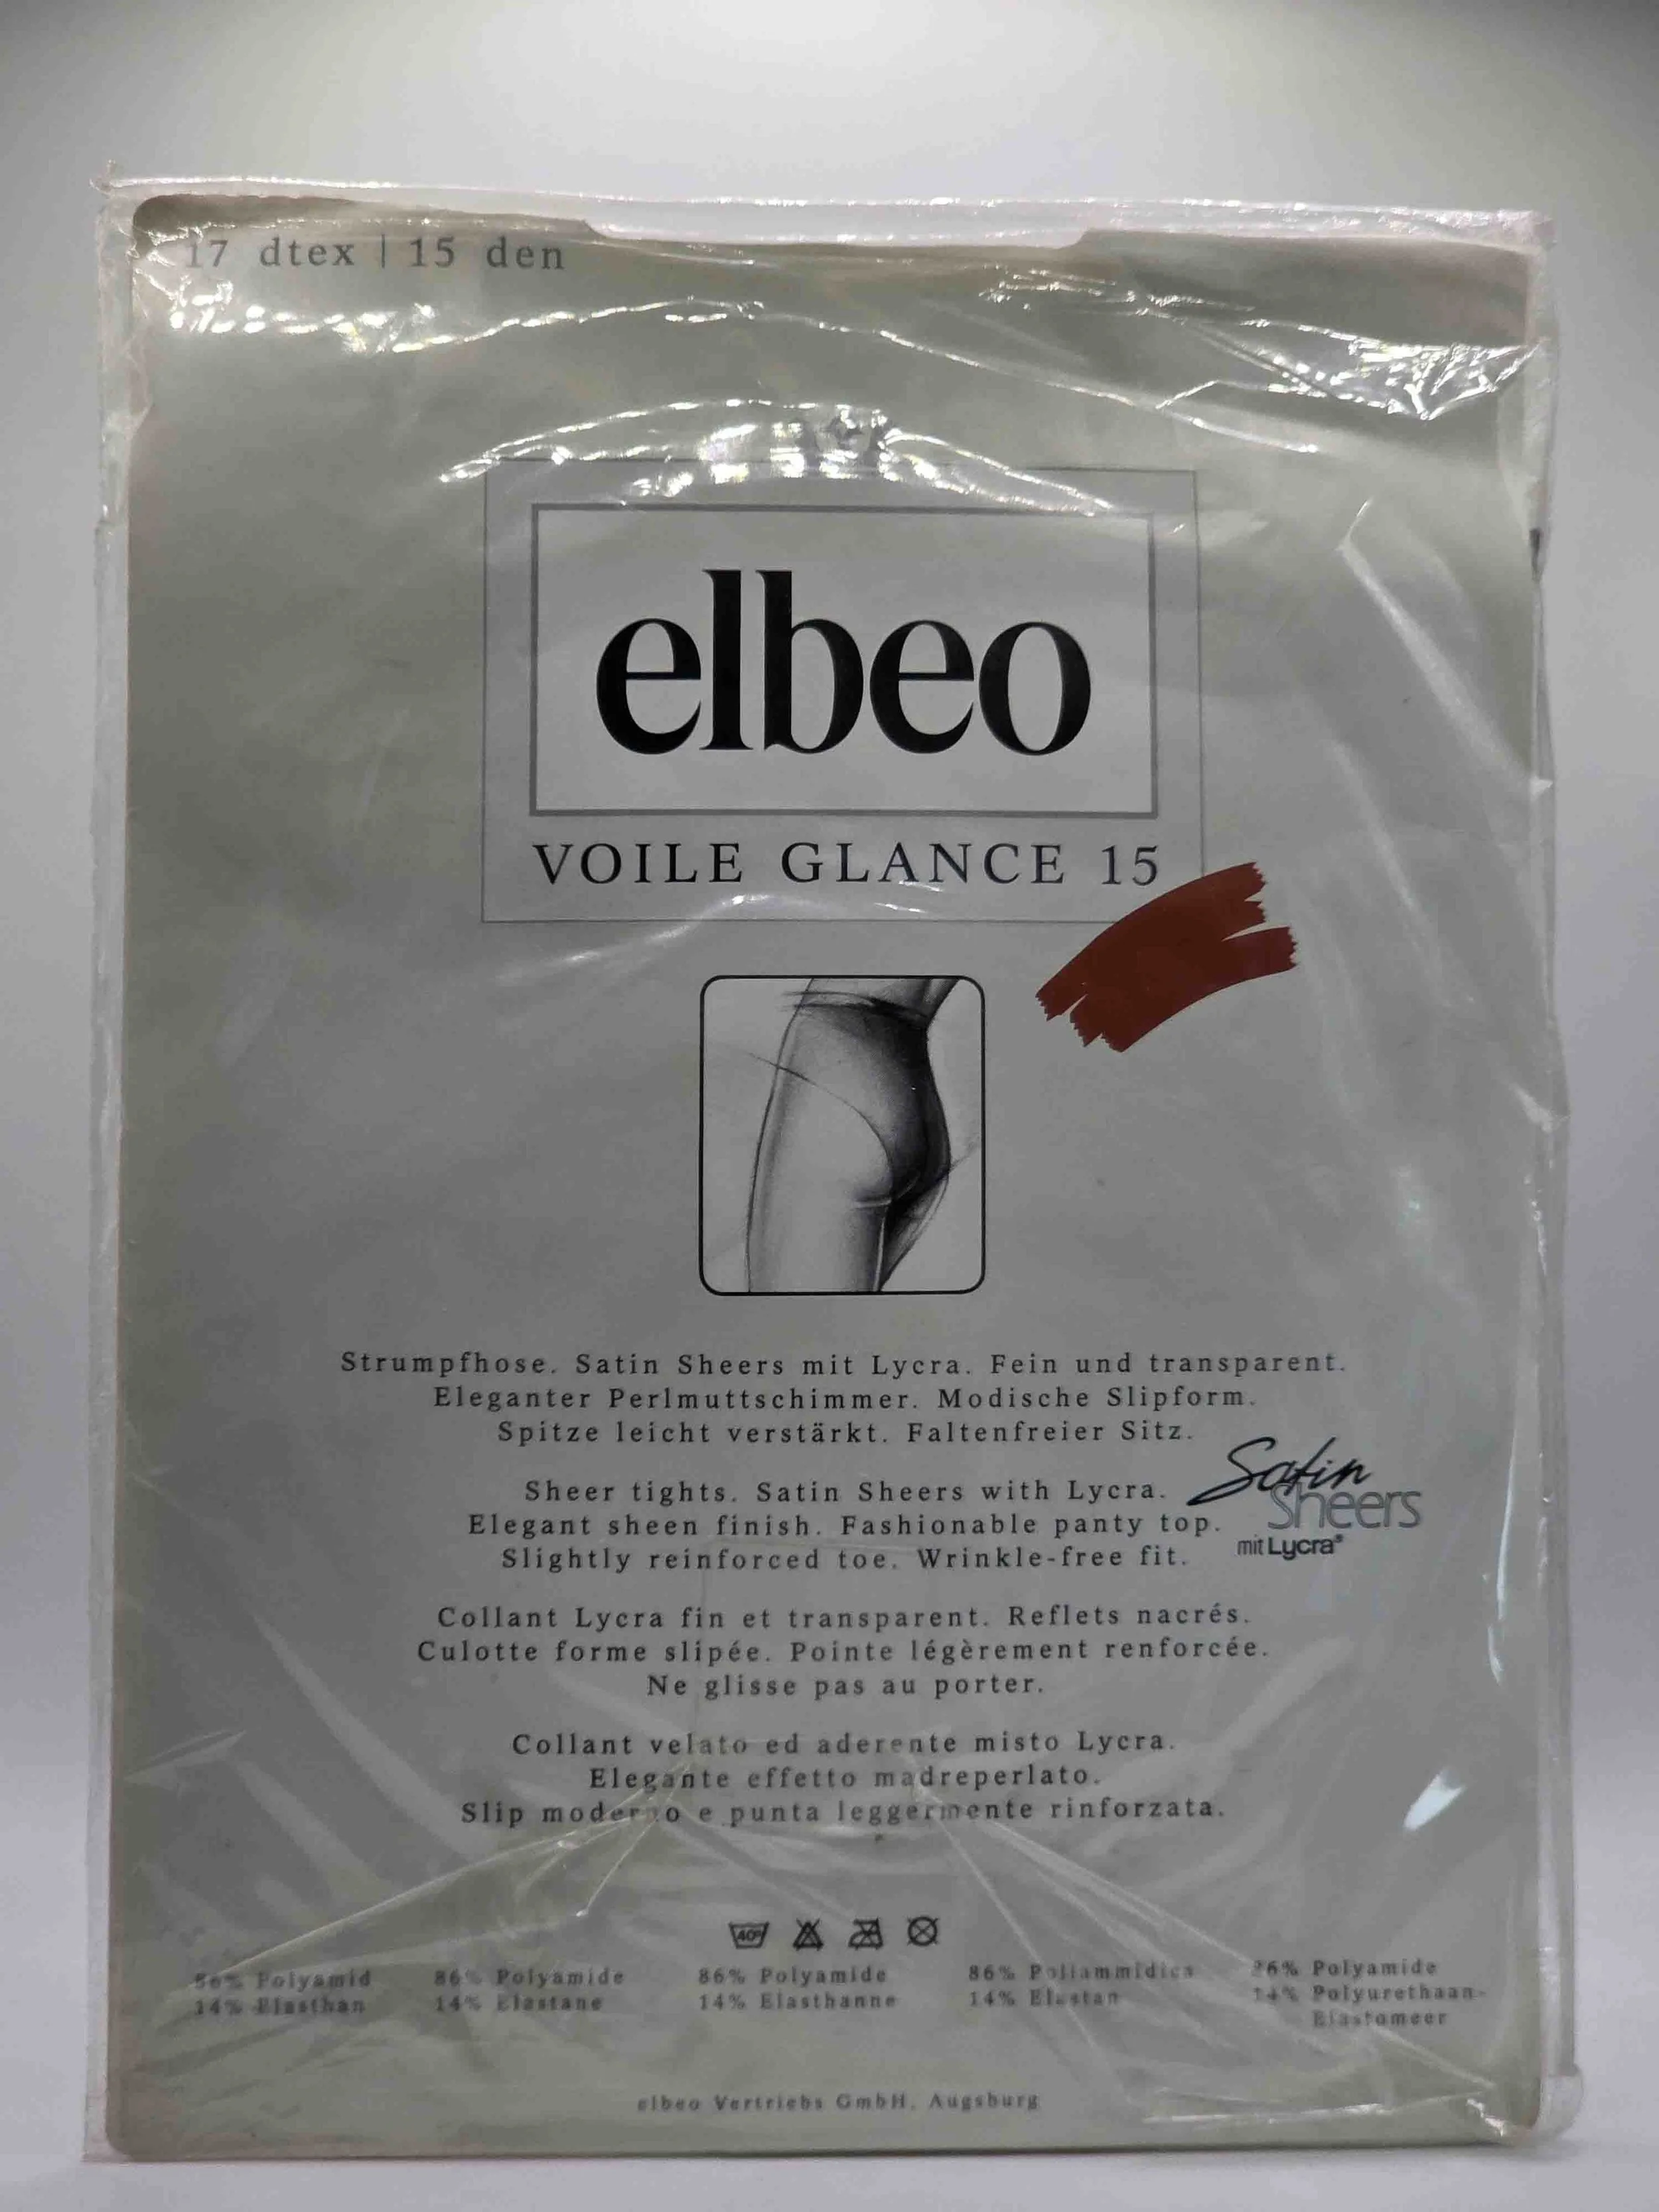 17 dtex | 15 den
elbeo
VOILE GLANCE 15
Strumpfhose. Satin Sheers mit Lycra. Fein und transparent.
Eleganter Perlmuttschimmer. Modische Slipform.
Spitze leicht verstärkt. Faltenfreier Sitz.
Sheer tights. Satin Sheers with Lycra.
Elegant sheen finish. Fashionable panty top.
Slightly reinforced toe. Wrinkle-free fit.
Satin
Sheers
mit Lycra®
Collant Lycra fin et transparent. Reflets nacrés.
Culotte forme slipée. Pointe légèrement renforcée.
Ne glisse pas au porter.
Collant velato ed aderente misto Lycra.
Elegante effetto madreperlato.
Slip moderno e punta leggermente rinforzata.
40°
86% Polyamid
14% Elasthan
86% Polyamide
14% Elastane
86% Polyamide
14% Elasthanne
86% Poliammidica
14% Elastan
86% Polyamide
14% Polyurethaan-
Elastomeer
elbeo Vertriebs GmbH, Augsburg